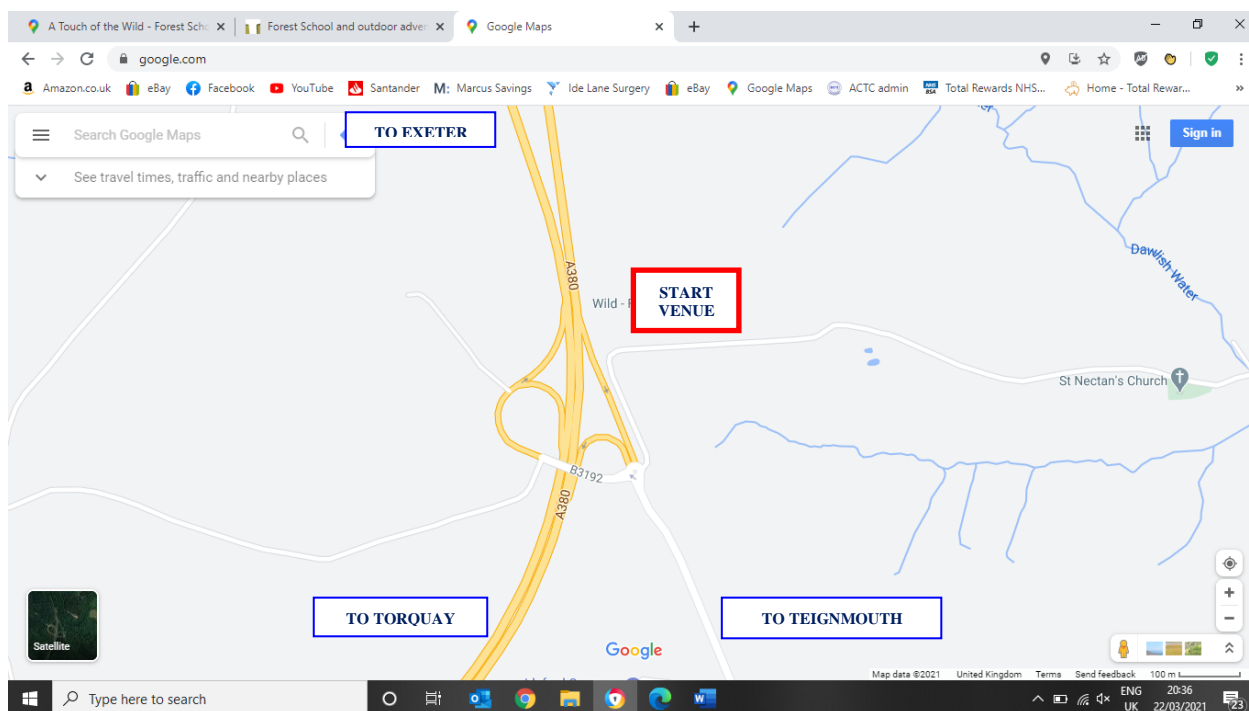 A Touch of the Wild - Forest Scho
Forest School and outdoor adver
Google Maps
google.com
Amazon.co.uk
eBay
Facebook
YouTube
Santander
M: Marcus Savings
Ide Lane Surgery
eBay
Google Maps
ACTC admin
Total Rewards NHS...
Home - Total Rewar...
»
Search Google Maps
TO EXETER
Sign in
See travel times, traffic and nearby places
Dawlish Water
A380
START
VENUE
Wild - F
St Nectan's Church
B3192
A380
TO TORQUAY
TO TEIGNMOUTH
Satellite
Google
Map data ©2021 United Kingdom Terms Send feedback 100 m
Type here to search
ENG
UK
20:36
22/03/2021
23